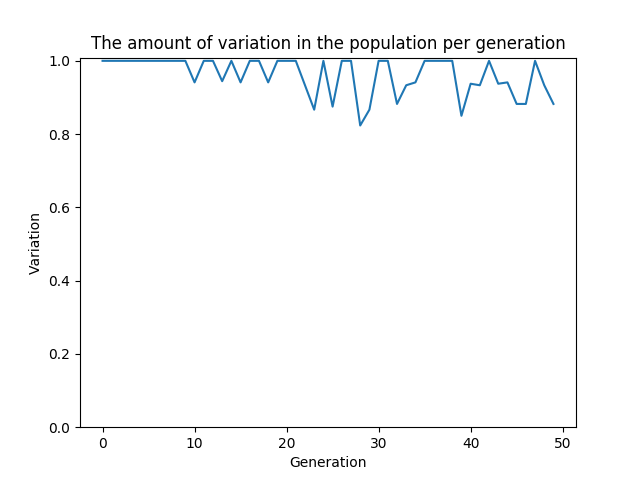 The amount of variation in the population per generation
1.0
0.8
0.6
0.4
0.2
0.0
Variation
0 10 20 30 40 50
Generation